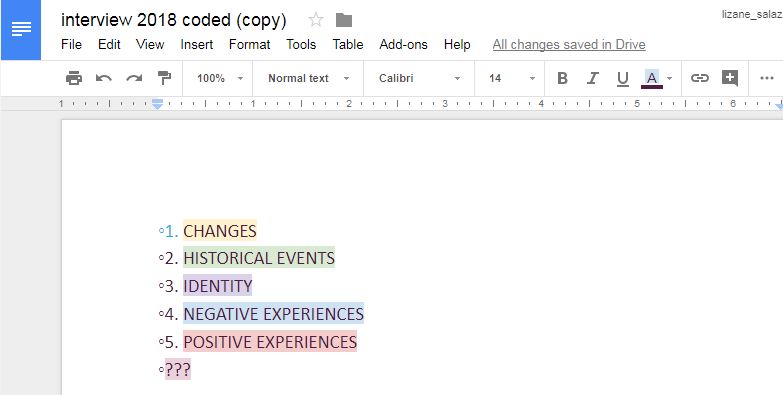 interview 2018 coded (copy)
lizane_salaz
File Edit View Insert Format Tools Table Add-ons Help All changes saved in Drive
100% Normal text Calibri 14 B I U A
1 1 2 3 4 5 6
1. CHANGES
2. HISTORICAL EVENTS
3. IDENTITY
4. NEGATIVE EXPERIENCES
5. POSITIVE EXPERIENCES
???